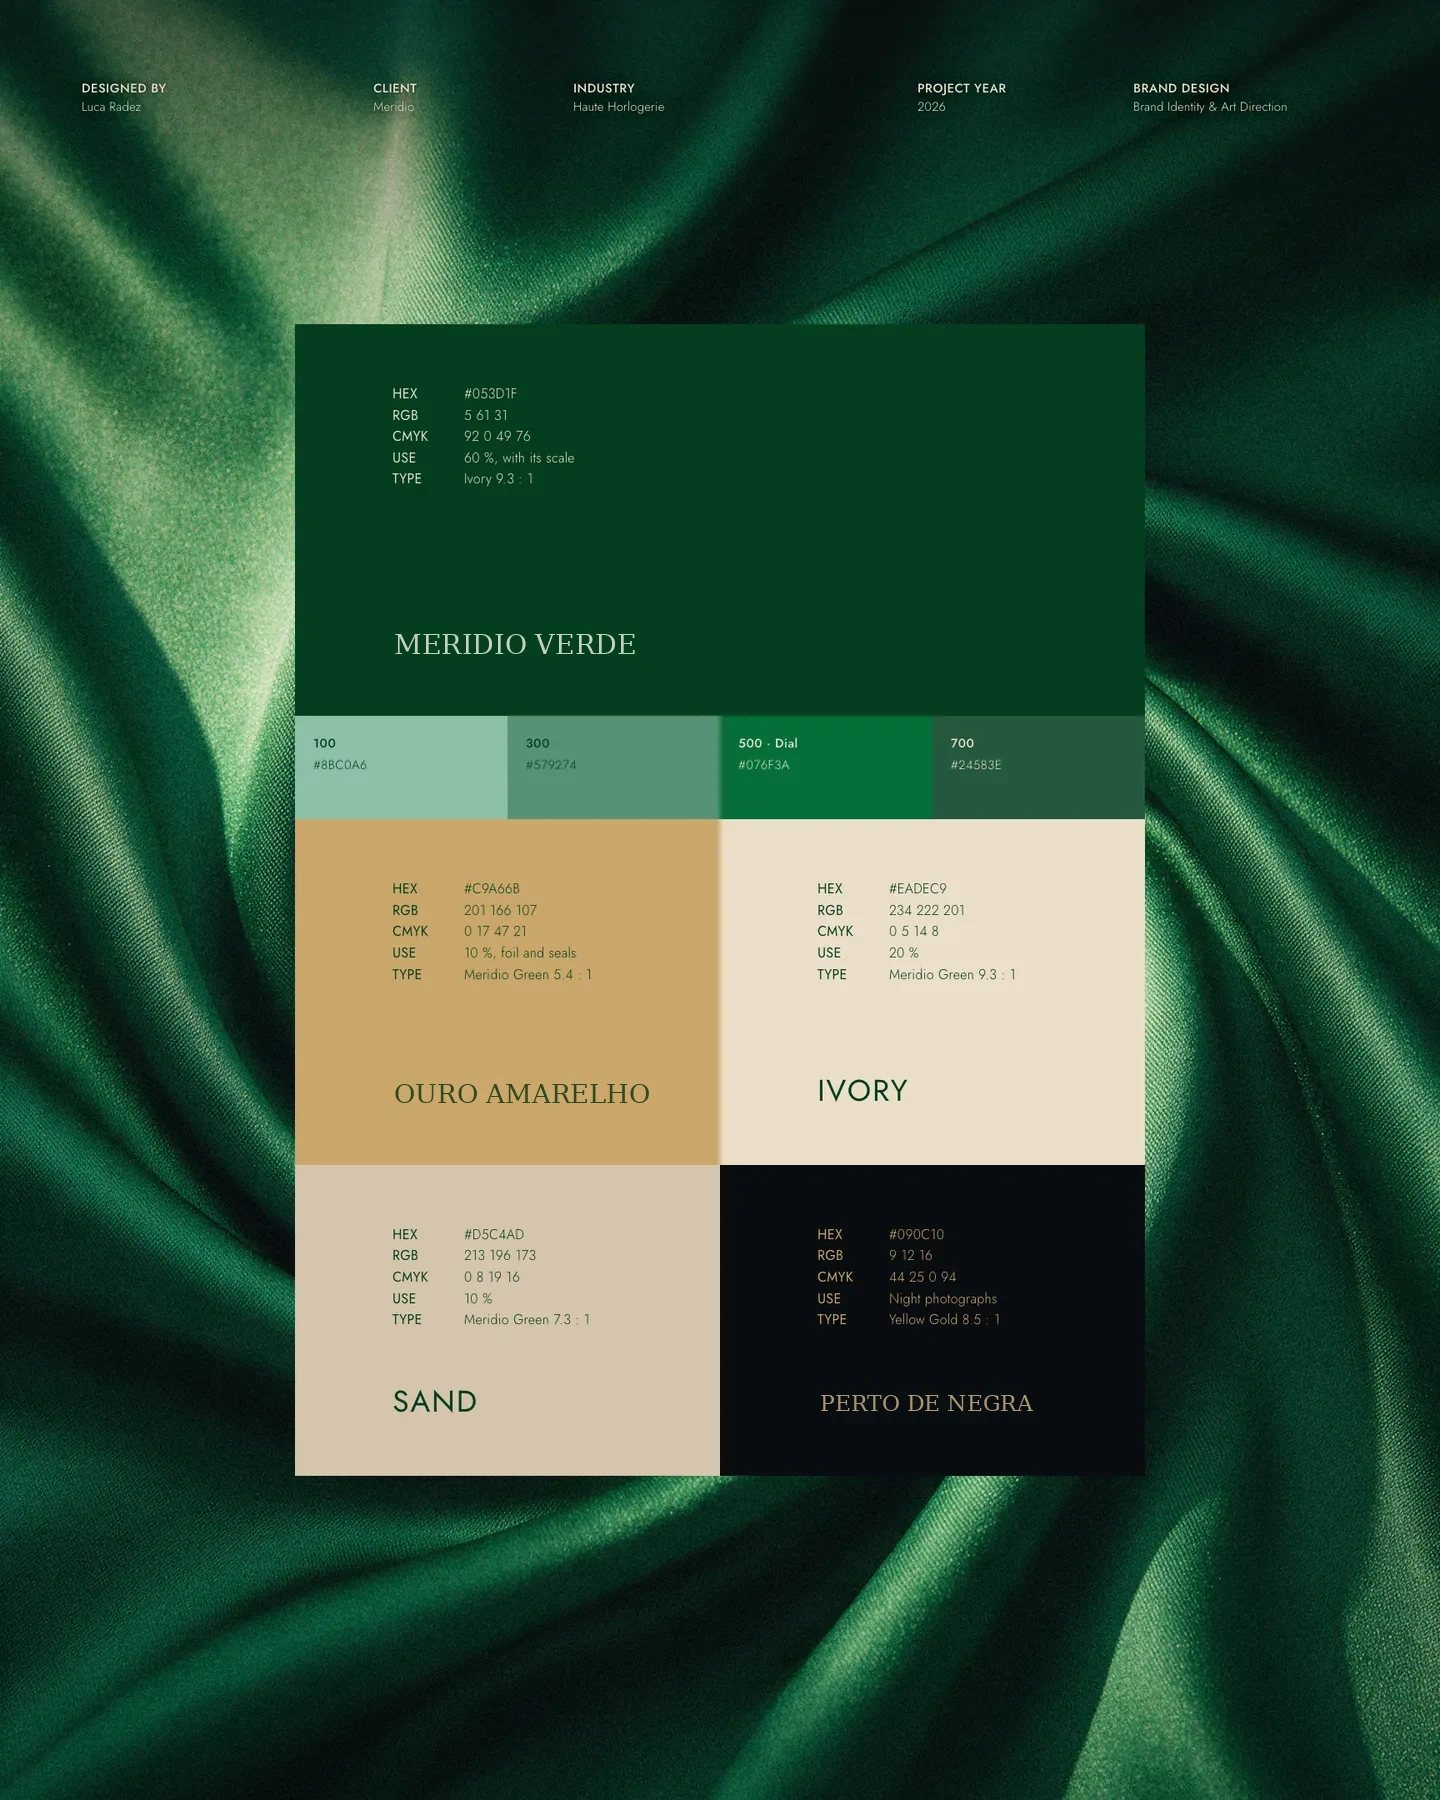 DESIGNED BY
Luca Radez
CLIENT
Meridio
INDUSTRY
Haute Horlogerie
PROJECT YEAR
2026
BRAND DESIGN
Brand Identity & Art Direction
HEX #053D1F
RGB 5 61 31
CMYK 92 0 49 76
USE 60 %, with its scale
TYPE Ivory 9.3 : 1
MERIDIO VERDE
100
#8BC0A6
300
#579274
500 · Dial
#076F3A
700
#24583E
HEX #C9A66B
RGB 201 166 107
CMYK 0 17 47 21
USE 10 %, foil and seals
TYPE Meridio Green 5.4 : 1
OURO AMARELHO
HEX #EADEC9
RGB 234 222 201
CMYK 0 5 14 8
USE 20 %
TYPE Meridio Green 9.3 : 1
IVORY
HEX #D5C4AD
RGB 213 196 173
CMYK 0 8 19 16
USE 10 %
TYPE Meridio Green 7.3 : 1
SAND
HEX #090C10
RGB 9 12 16
CMYK 44 25 0 94
USE Night photographs
TYPE Yellow Gold 8.5 : 1
PERTO DE NEGRA